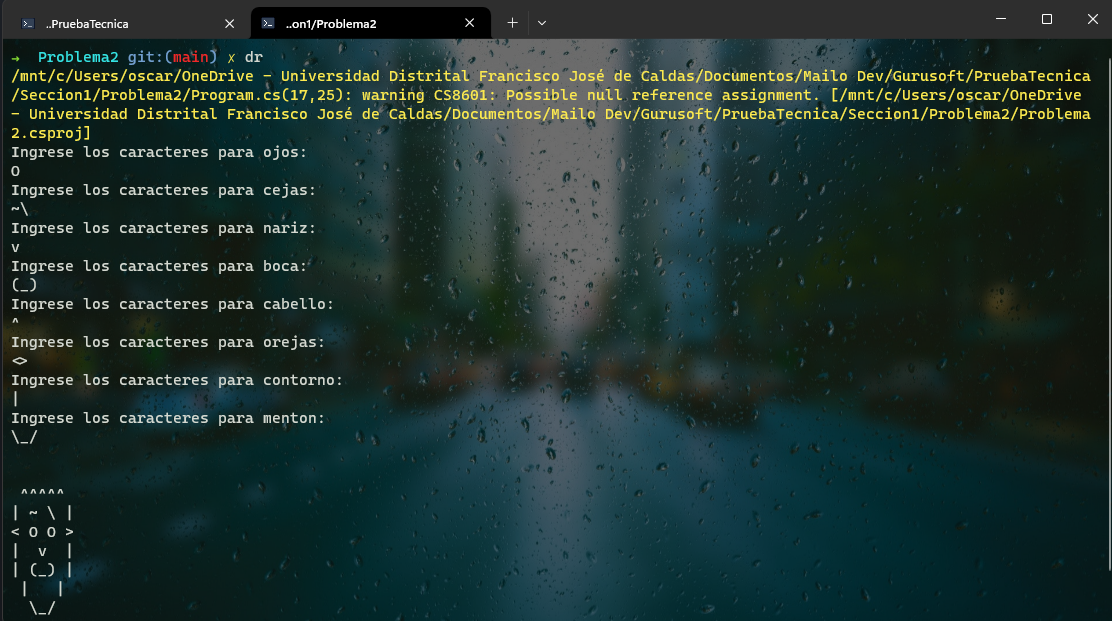 ..PruebaTecnica
..on1/Problema2
→ Problema2 git:(main) ✗ dr
/mnt/c/Users/oscar/OneDrive - Universidad Distrital Francisco José de Caldas/Documentos/Mailo Dev/Gurusoft/PruebaTecnica
/Seccion1/Problema2/Program.cs(17,25): warning CS8601: Possible null reference assignment. [/mnt/c/Users/oscar/OneDrive
- Universidad Distrital Francisco José de Caldas/Documentos/Mailo Dev/Gurusoft/PruebaTecnica/Seccion1/Problema2/Problema
2.csproj]
Ingrese los caracteres para ojos:
O
Ingrese los caracteres para cejas:
~\
Ingrese los caracteres para nariz:
v
Ingrese los caracteres para boca:
(_)
Ingrese los caracteres para cabello:
^
Ingrese los caracteres para orejas:
<>
Ingrese los caracteres para contorno:
|
Ingrese los caracteres para menton:
\_/
 ^^^^^
| ~ \ |
< O O >
|  v  |
| (_) |
 |   |
  \_/